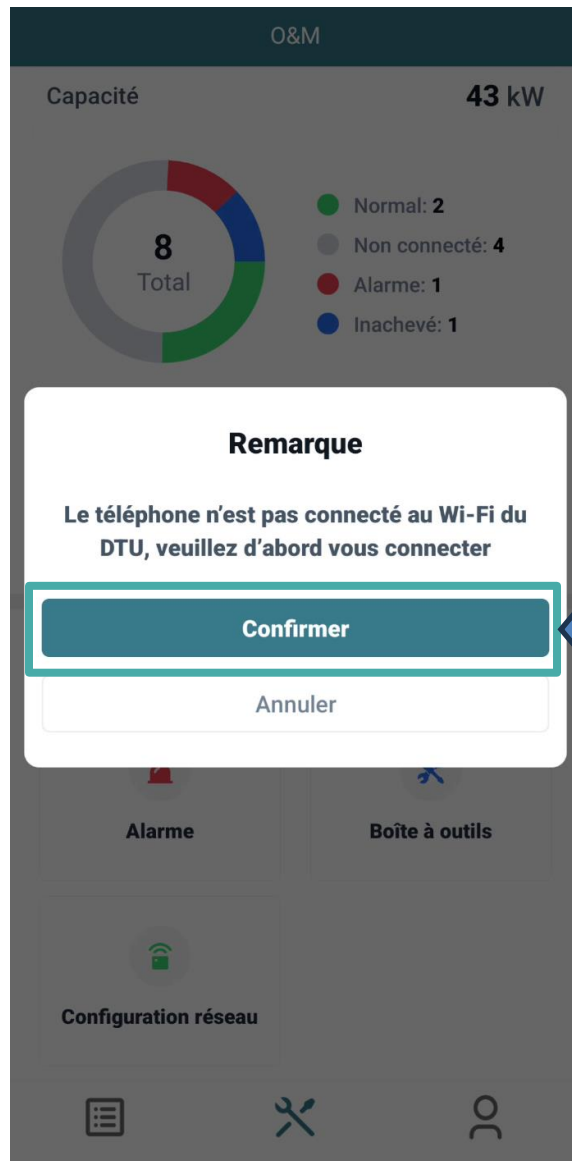 O&M
Capacité 43 kW
8
Total
Normal: 2
Non connecté: 4
Alarme: 1
Inachevé: 1
Remarque
Le téléphone n'est pas connecté au Wi-Fi du
DTU, veuillez d'abord vous connecter
Confirmer
Annuler
Alarme
Boîte à outils
Configuration réseau